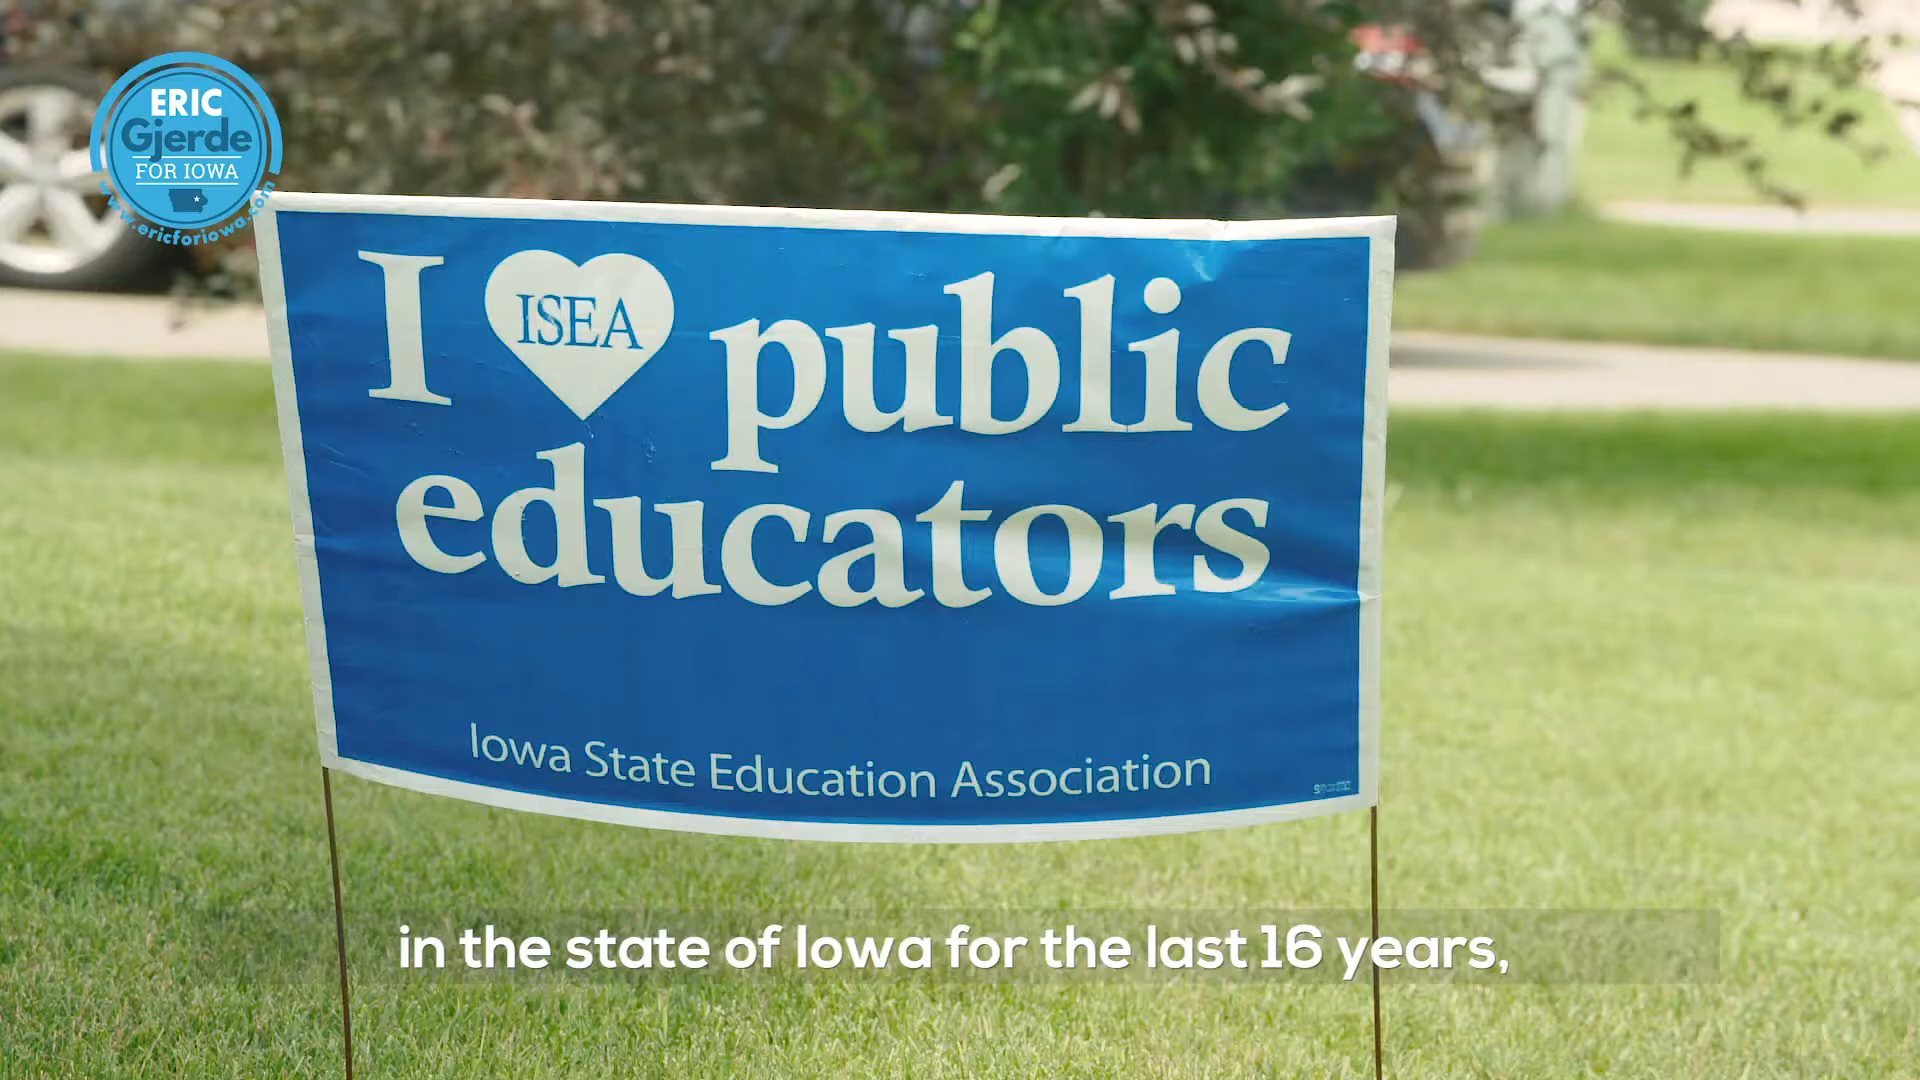 ERIC
Gjerde
FOR IOWA
www.ericforiowa.com
I ISEA public
educators
Iowa State Education Association
in the state of Iowa for the last 16 years,